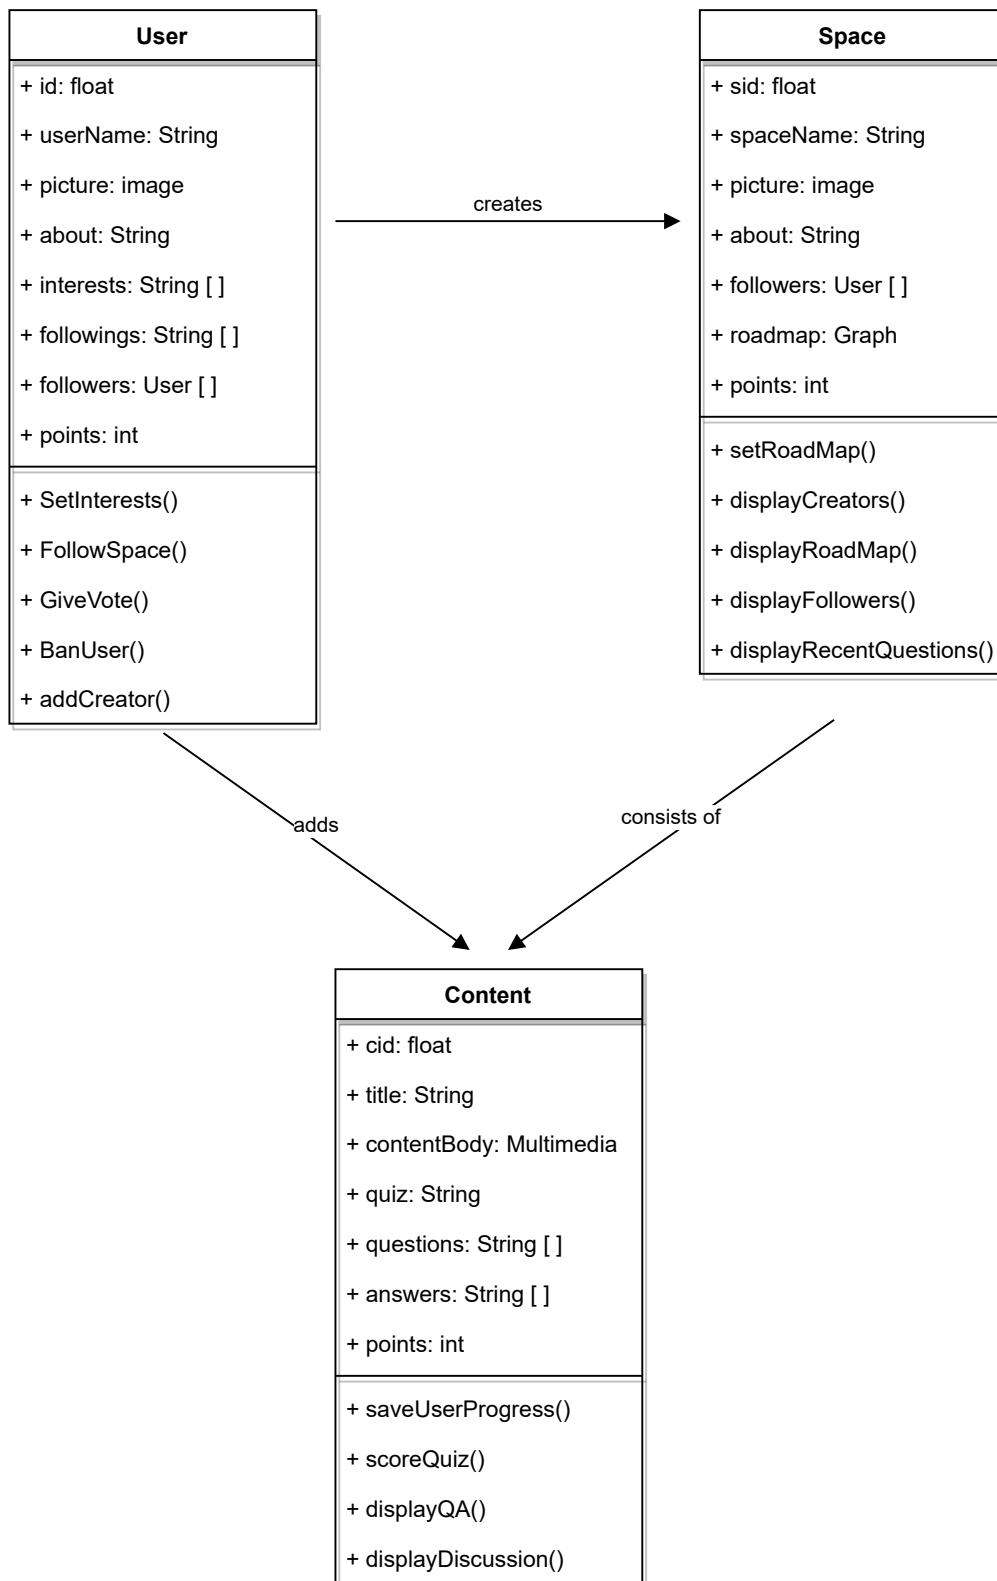 User
+ id: float
+ userName: String
+ picture: image
+ about: String
+ interests: String [ ]
+ followings: String [ ]
+ followers: User [ ]
+ points: int
+ SetInterests()
+ FollowSpace()
+ GiveVote()
+ BanUser()
+ addCreator()
creates
Space
+ sid: float
+ spaceName: String
+ picture: image
+ about: String
+ followers: User [ ]
+ roadmap: Graph
+ points: int
+ setRoadMap()
+ displayCreators()
+ displayRoadMap()
+ displayFollowers()
+ displayRecentQuestions()
adds
consists of
Content
+ cid: float
+ title: String
+ contentBody: Multimedia
+ quiz: String
+ questions: String [ ]
+ answers: String [ ]
+ points: int
+ saveUserProgress()
+ scoreQuiz()
+ displayQA()
+ displayDiscussion()